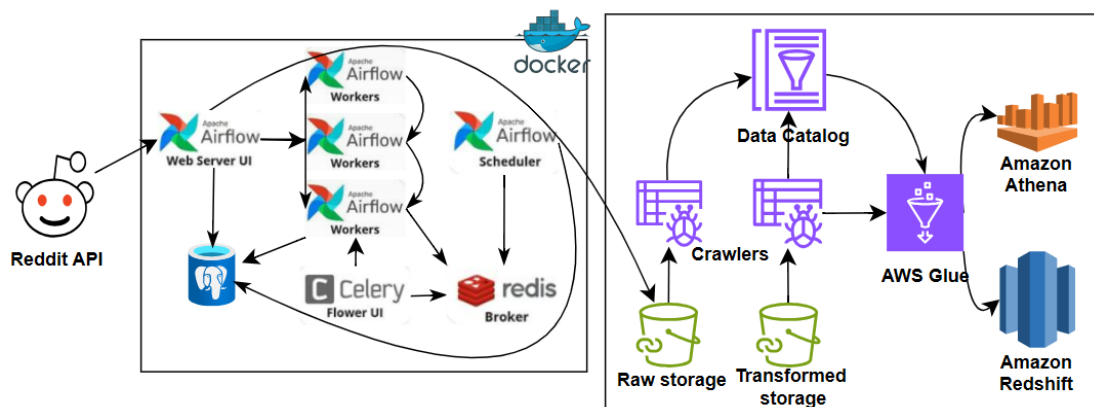 docker
Apache
Airflow
Workers
Apache
Airflow
Web Server UI
Apache
Airflow
Workers
Apache
Airflow
Scheduler
Apache
Airflow
Workers
Reddit API
C Celery
Flower UI
redis
Broker
Data Catalog
Crawlers
Raw storage
Transformed
storage
AWS Glue
Amazon
Athena
Amazon
Redshift